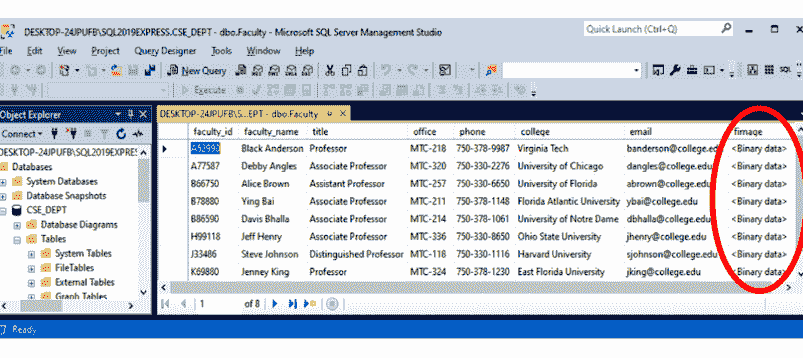 DESKTOP-24JPUFB\SQL2019EXPRESS.CSE_DEPT - dbo.Faculty - Microsoft SQL Server Management Studio
Quick Launch (Ctrl+Q)
File Edit View Project Query Designer Tools Window Help
New Query
Execute
Object Explorer
DESKTOP-24JPUFB\S...EPT - dbo.Faculty
Connect
DESKTOP-24JPUFB\SQL2019EXPRES
Databases
System Databases
Database Snapshots
CSE_DEPT
Database Diagrams
Tables
System Tables
FileTables
External Tables
Graph Tables
faculty_id faculty_name title office phone college email fimage
A52990 Black Anderson Professor MTC-218 750-378-9987 Virginia Tech banderson@college.ed <Binary data>
A77587 Debby Angles Associate Professor MTC-320 750-330-2276 University of Chicago dangles@college.edu <Binary data>
B66750 Alice Brown Assistant Professor MTC-257 750-330-6650 University of Florida abrown@college.edu <Binary data>
B78880 Ying Bai Associate Professor MTC-211 750-378-1148 Florida Atlantic University ybai@college.edu <Binary data>
B86590 Davis Bhalla Associate Professor MTC-214 750-378-1061 University of Notre Dame dbhalla@college.edu <Binary data>
H99118 Jeff Henry Associate Professor MTC-336 750-330-8650 Ohio State University jhenry@college.edu <Binary data>
J33486 Steve Johnson Distinguished Professor MTC-118 750-330-1116 Harvard University sjohnson@college.edu <Binary data>
K69880 Jenney King Professor MTC-324 750-378-1230 East Florida University jking@college.edu <Binary data>
1 of 8
Ready